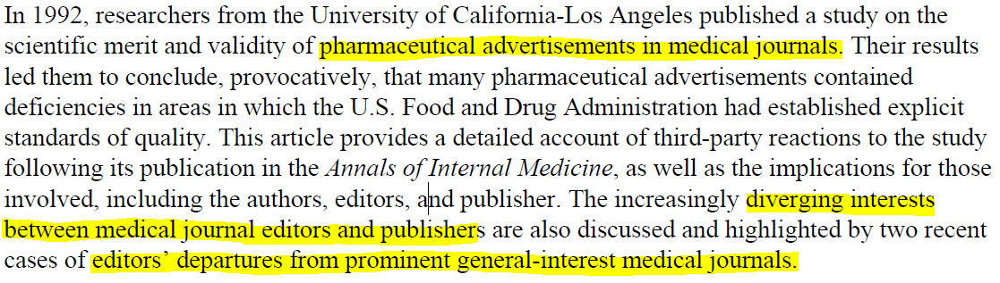 In 1992, researchers from the University of California-Los Angeles published a study on the
scientific merit and validity of pharmaceutical advertisements in medical journals. Their results
led them to conclude, provocatively, that many pharmaceutical advertisements contained
deficiencies in areas in which the U.S. Food and Drug Administration had established explicit
standards of quality. This article provides a detailed account of third-party reactions to the study
following its publication in the Annals of Internal Medicine, as well as the implications for those
involved, including the authors, editors, and publisher. The increasingly diverging interests
between medical journal editors and publishers are also discussed and highlighted by two recent
cases of editors’ departures from prominent general-interest medical journals.